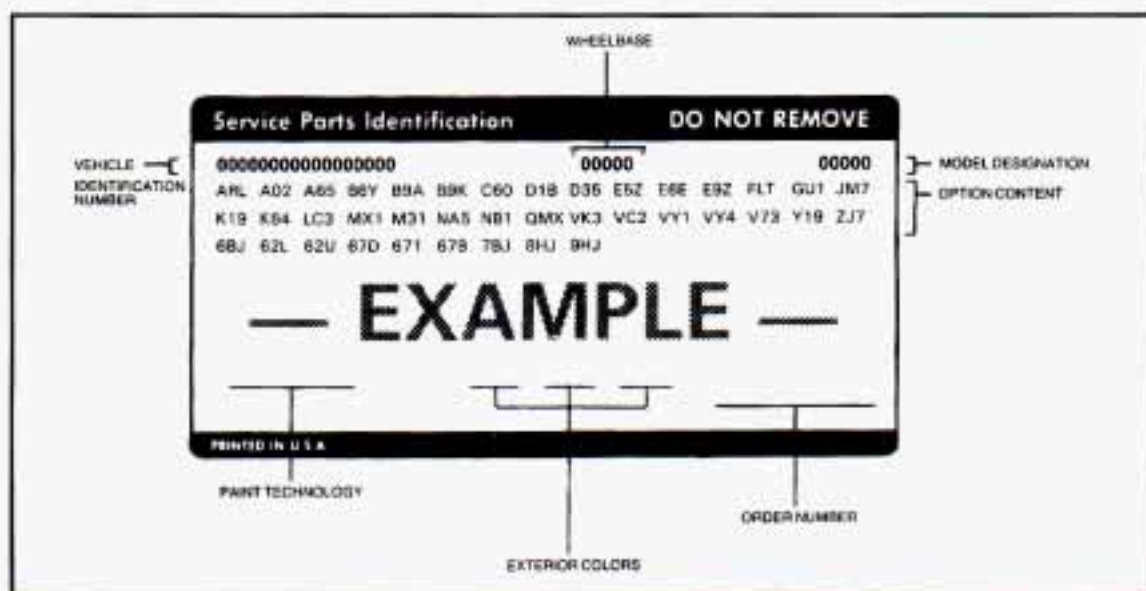 WHEELBASE
Service Parts Identification DO NOT REMOVE
VEHICLE
IDENTIFICATION
NUMBER
00000000000000000 00000 00000
MODEL DESIGNATION
ARL A02 A65 B8Y B9A B9K C60 D18 D35 E5Z E6E E9Z FLT GU1 JM7
OPTION CONTENT
K19 K64 LC3 MX1 M31 NA5 NB1 QMX VK3 VC2 VY1 VY4 V73 Y19 ZJ7
6BJ 62L 62U 67D 671 678 7BJ 8HJ 9HJ
EXAMPLE
PRINTED IN U S A
PAINT TECHNOLOGY
ORDER NUMBER
EXTERIOR COLORS